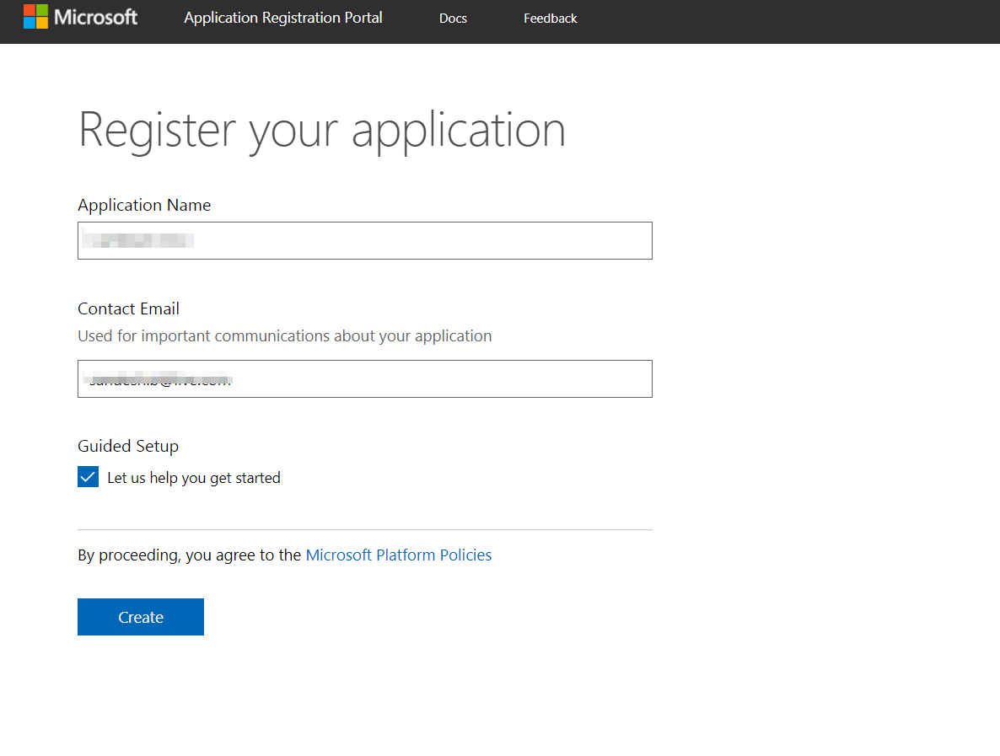 Microsoft Application Registration Portal Docs Feedback
Register your application
Application Name
Contact Email
Used for important communications about your application
Guided Setup
Let us help you get started
By proceeding, you agree to the Microsoft Platform Policies
Create